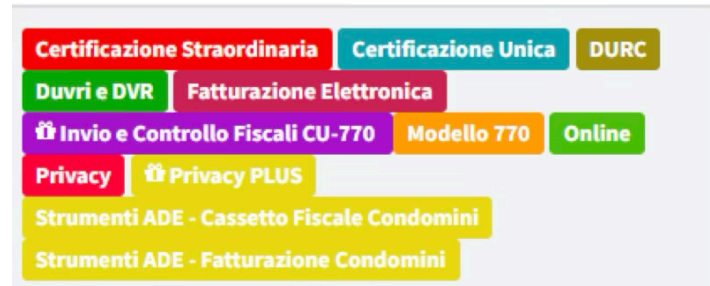 Certificazione Straordinaria Certificazione Unica DURC
Duvri e DVR Fatturazione Elettronica
Invio e Controllo Fiscali CU-770 Modello 770 Online
Privacy Privacy PLUS
Strumenti ADE - Cassetto Fiscale Condomini
Strumenti ADE - Fatturazione Condomini